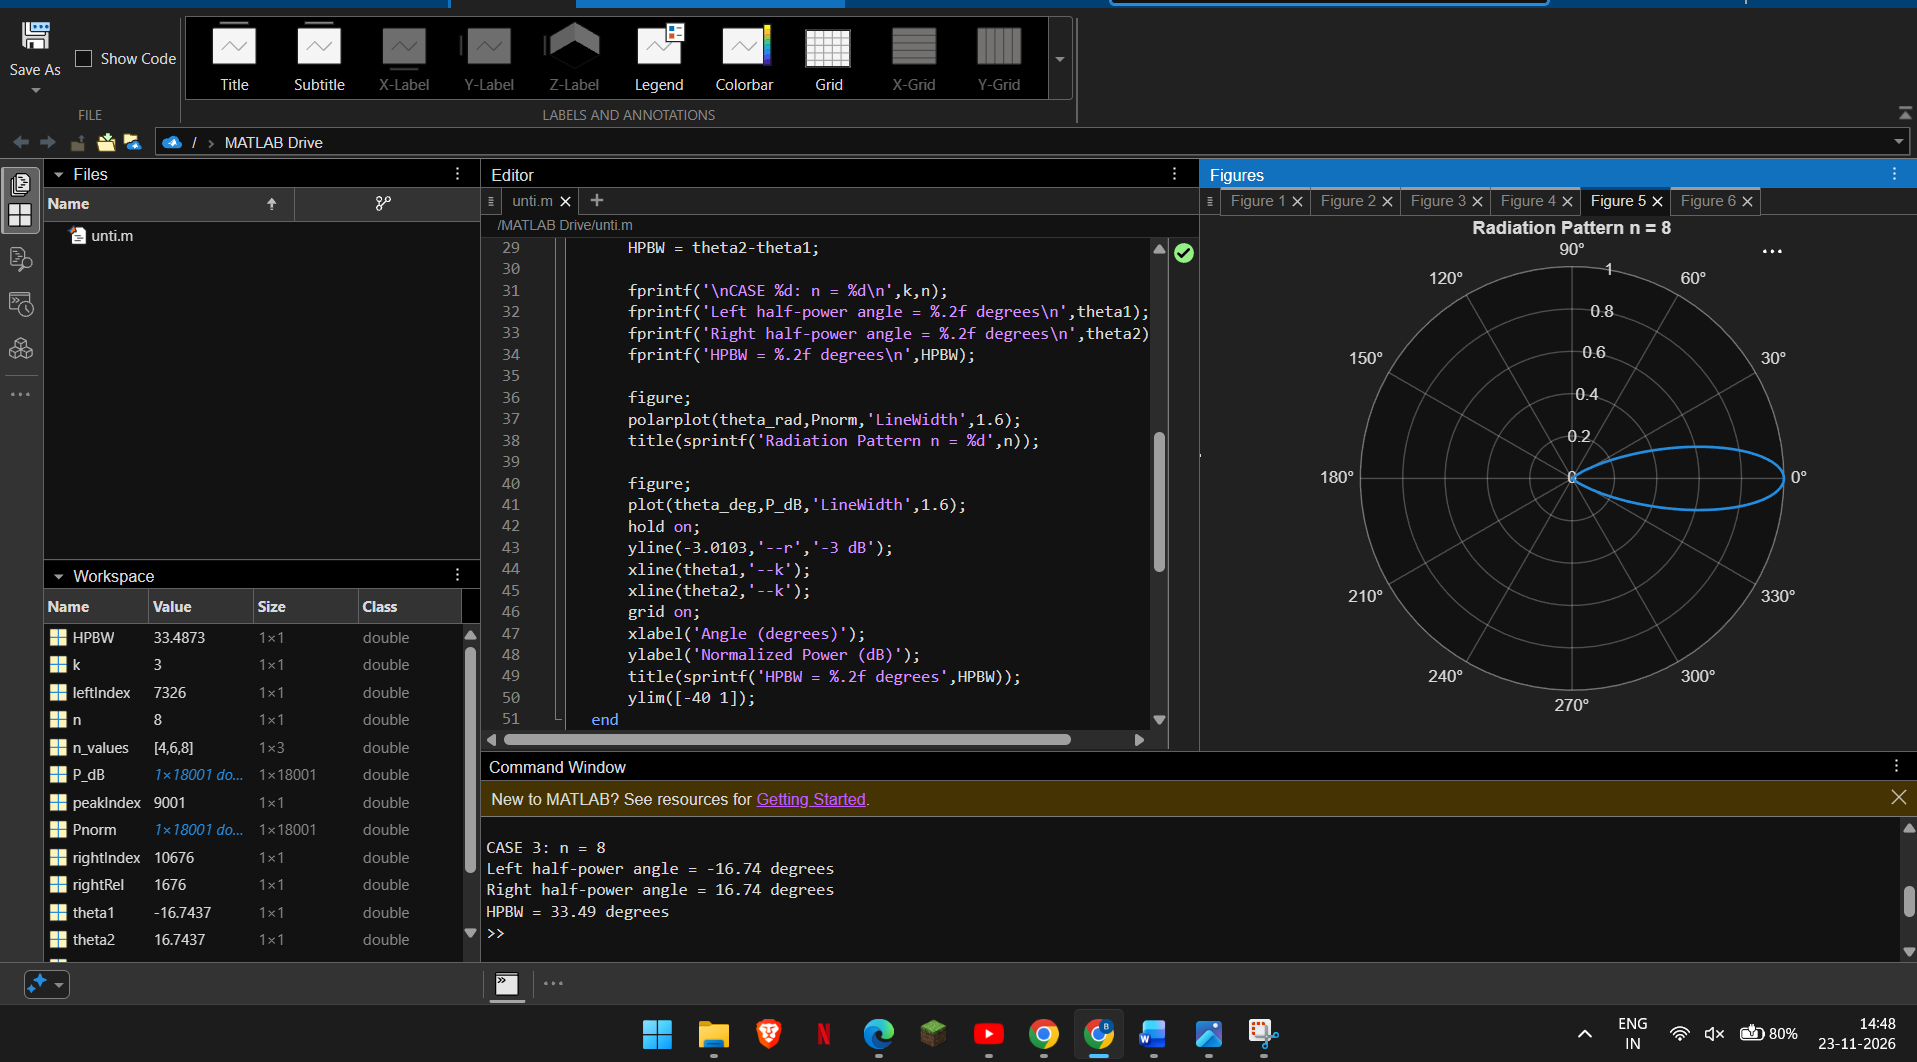 Save As
Show Code
Title
Subtitle
X-Label
Y-Label
Z-Label
Legend
Colorbar
Grid
X-Grid
Y-Grid
FILE
LABELS AND ANNOTATIONS
/ › MATLAB Drive
Files
Name
unti.m
Workspace
Name Value Size Class
HPBW 33.4873 1×1 double
k 3 1×1 double
leftIndex 7326 1×1 double
n 8 1×1 double
n_values [4,6,8] 1×3 double
P_dB 1×18001 do... 1×18001 double
peakIndex 9001 1×1 double
Pnorm 1×18001 do... 1×18001 double
rightIndex 10676 1×1 double
rightRel 1676 1×1 double
theta1 -16.7437 1×1 double
theta2 16.7437 1×1 double
Editor
unti.m
/MATLAB Drive/unti.m
29 HPBW = theta2-theta1;
30
31 fprintf('\nCASE %d: n = %d\n',k,n);
32 fprintf('Left half-power angle = %.2f degrees\n',theta1);
33 fprintf('Right half-power angle = %.2f degrees\n',theta2)
34 fprintf('HPBW = %.2f degrees\n',HPBW);
35
36 figure;
37 polarplot(theta_rad,Pnorm,'LineWidth',1.6);
38 title(sprintf('Radiation Pattern n = %d',n));
39
40 figure;
41 plot(theta_deg,P_dB,'LineWidth',1.6);
42 hold on;
43 yline(-3.0103,'--r','-3 dB');
44 xline(theta1,'--k');
45 xline(theta2,'--k');
46 grid on;
47 xlabel('Angle (degrees)');
48 ylabel('Normalized Power (dB)');
49 title(sprintf('HPBW = %.2f degrees',HPBW));
50 ylim([-40 1]);
51 end
Figures
Figure 1
Figure 2
Figure 3
Figure 4
Figure 5
Figure 6
Radiation Pattern n = 8
90°
120°
1
60°
0.8
150°
0.6
30°
0.4
0.2
180°
0
0°
210°
330°
240°
300°
270°
Command Window
New to MATLAB? See resources for Getting Started.
CASE 3: n = 8
Left half-power angle = -16.74 degrees
Right half-power angle = 16.74 degrees
HPBW = 33.49 degrees
>>
ENG
IN
80%
14:48
23-11-2026